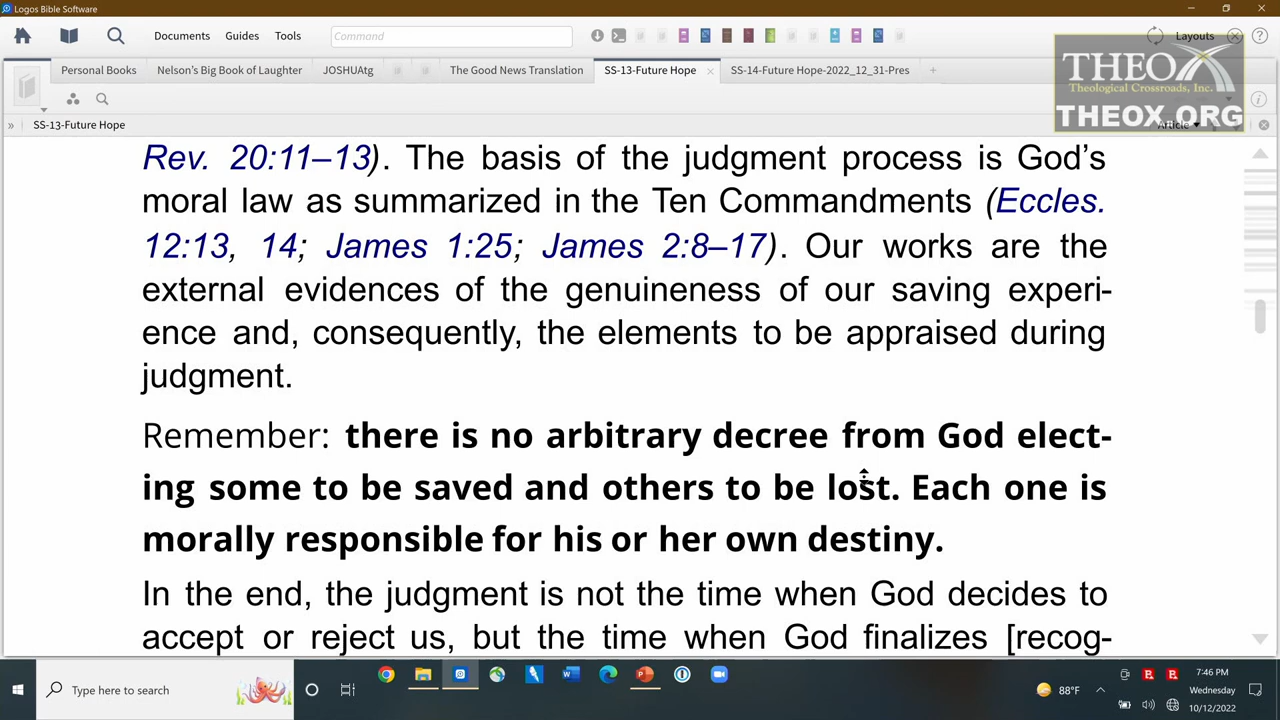 Logos Bible Software
Documents Guides Tools Command Layouts
THEOX
Theological Crossroads, Inc.
THEOX.ORG
Personal Books Nelson's Big Book of Laughter JOSHUAtg The Good News Translation SS-13-Future Hope SS-14-Future Hope-2022_12_31-Pres
SS-13-Future Hope Article
Rev. 20:11–13). The basis of the judgment process is God's
moral law as summarized in the Ten Commandments (Eccles.
12:13, 14; James 1:25; James 2:8–17). Our works are the
external evidences of the genuineness of our saving experi-
ence and, consequently, the elements to be appraised during
judgment.
Remember: there is no arbitrary decree from God elect-
ing some to be saved and others to be lost. Each one is
morally responsible for his or her own destiny.
In the end, the judgment is not the time when God decides to
accept or reject us, but the time when God finalizes [recog-
Type here to search
88°F
7:46 PM
Wednesday
10/12/2022